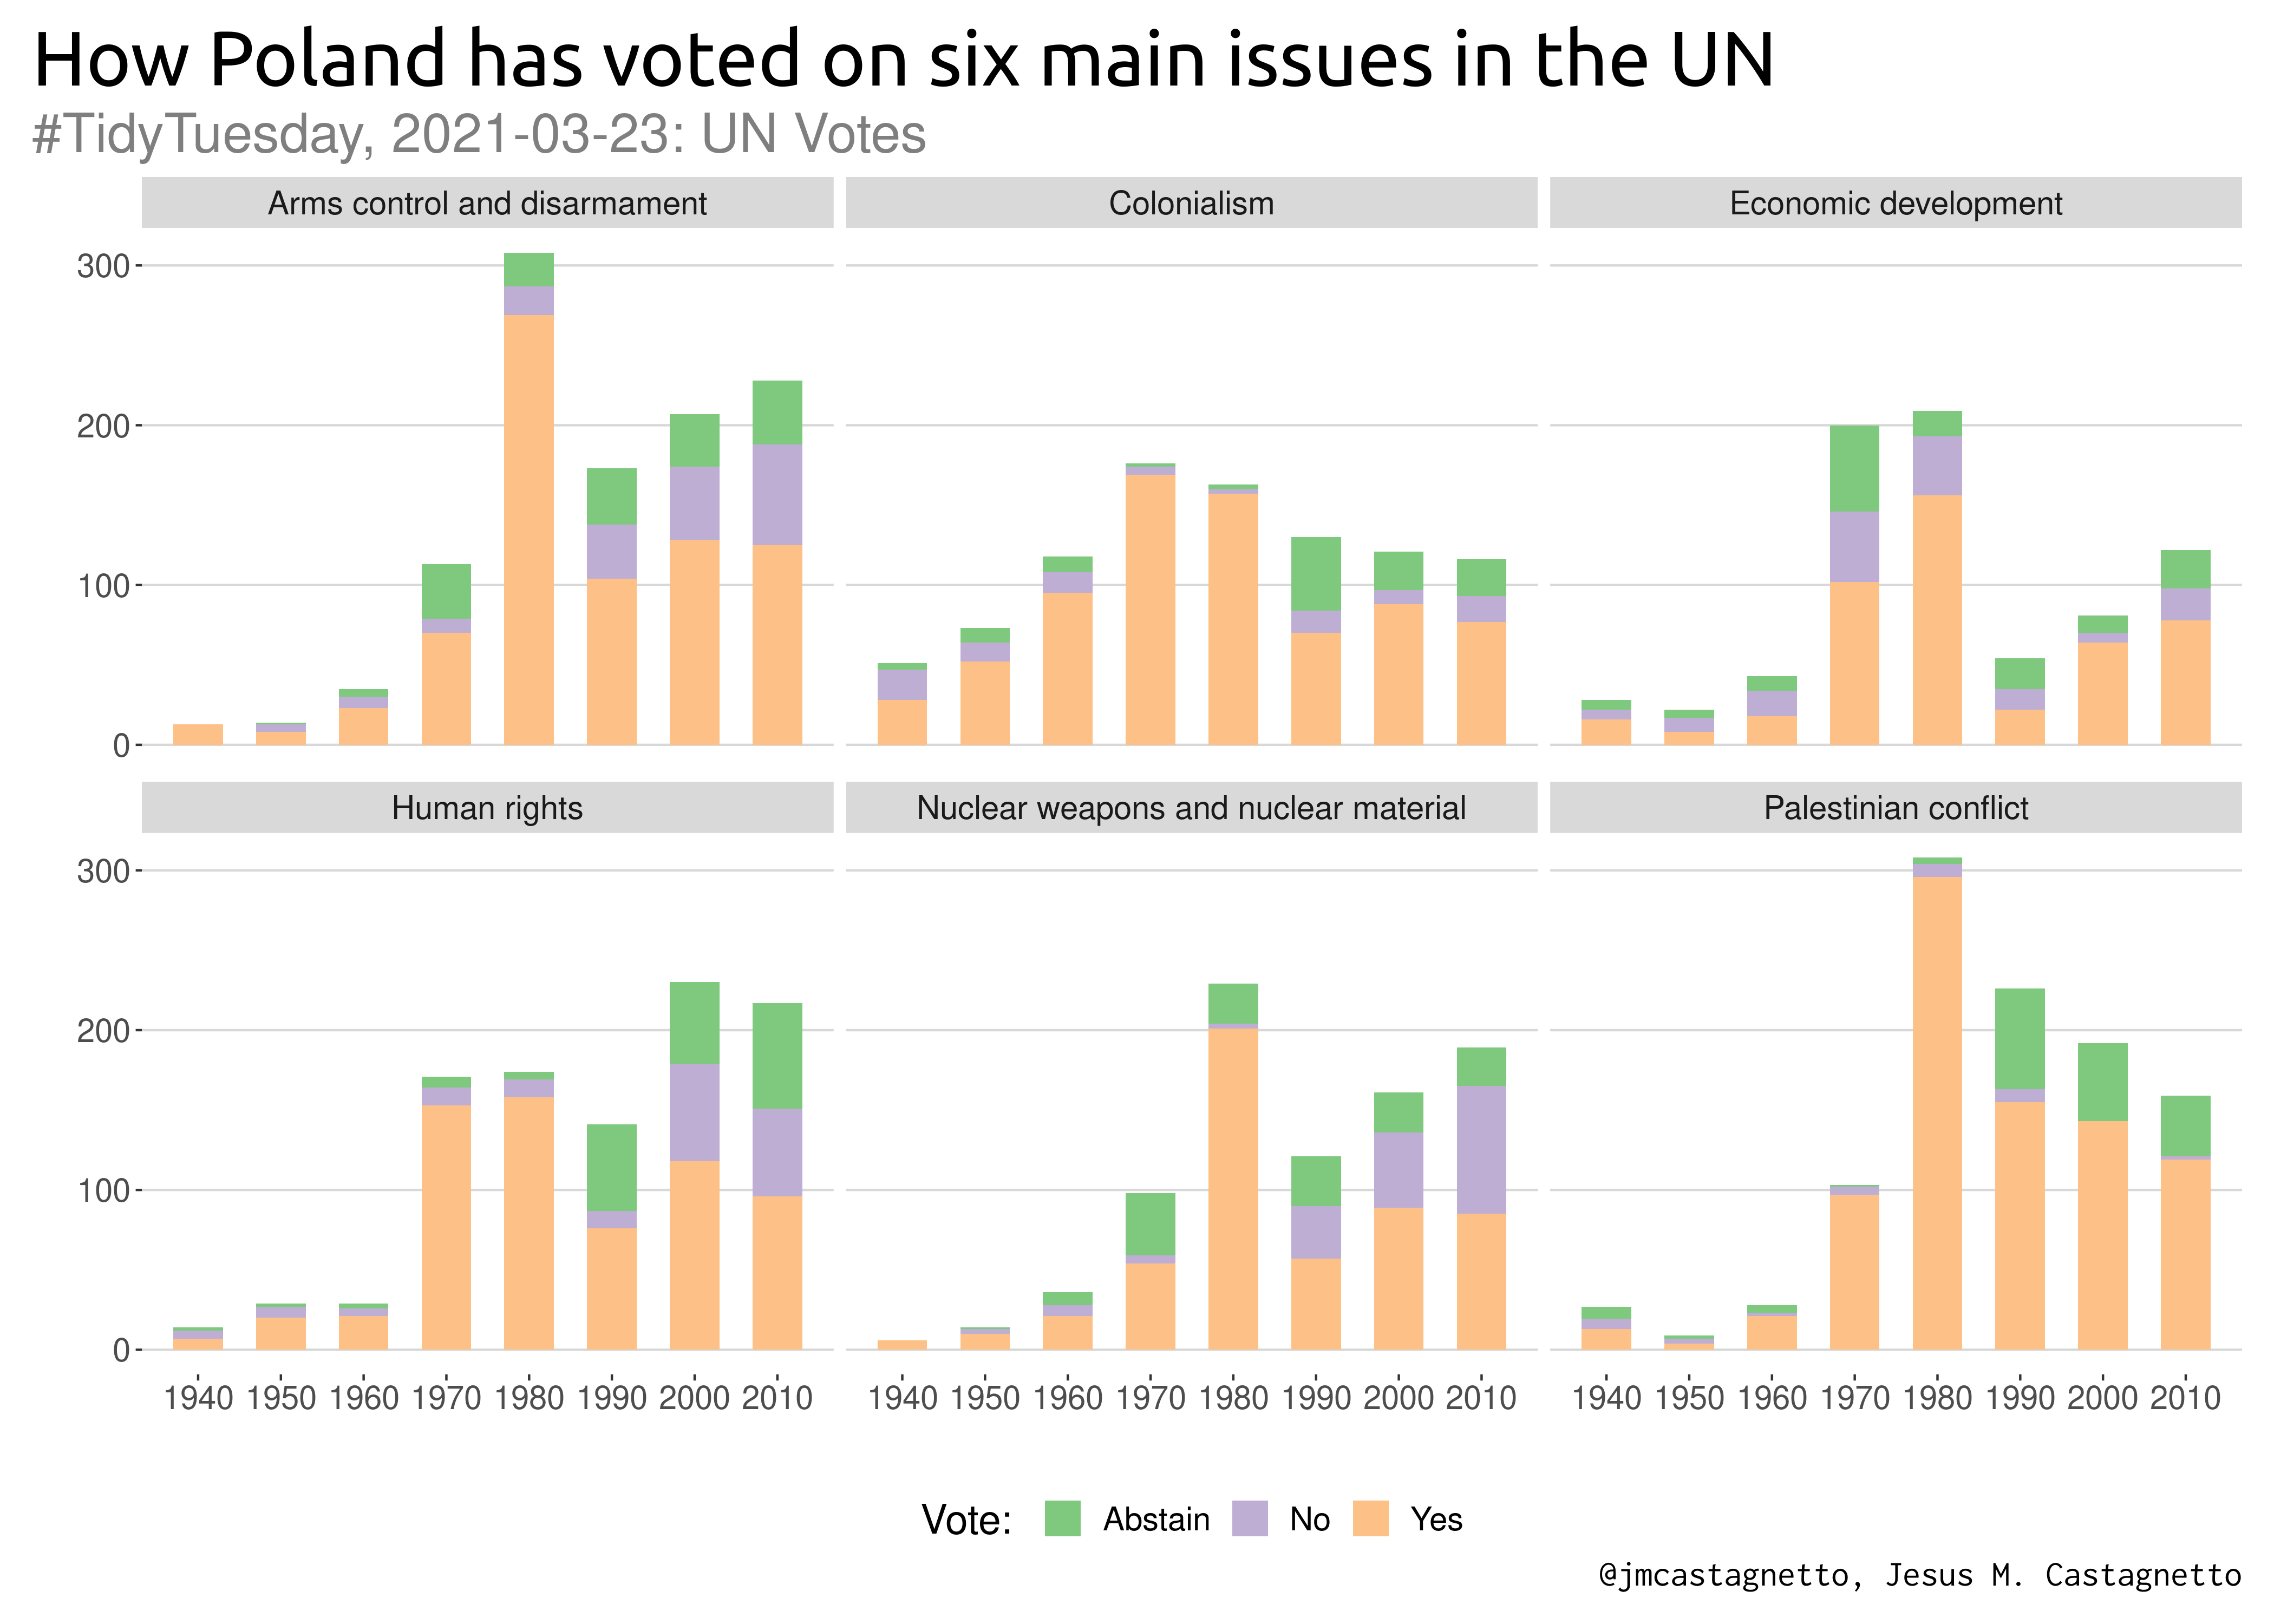 How Poland has voted on six main issues in the UN
#TidyTuesday, 2021-03-23: UN Votes
Arms control and disarmament
Colonialism
Economic development
300
200
100
0
Human rights
Nuclear weapons and nuclear material
Palestinian conflict
300
200
100
0
1940 1950 1960 1970 1980 1990 2000 2010
1940 1950 1960 1970 1980 1990 2000 2010
1940 1950 1960 1970 1980 1990 2000 2010
Vote: Abstain No Yes
@jmcastagnetto, Jesus M. Castagnetto